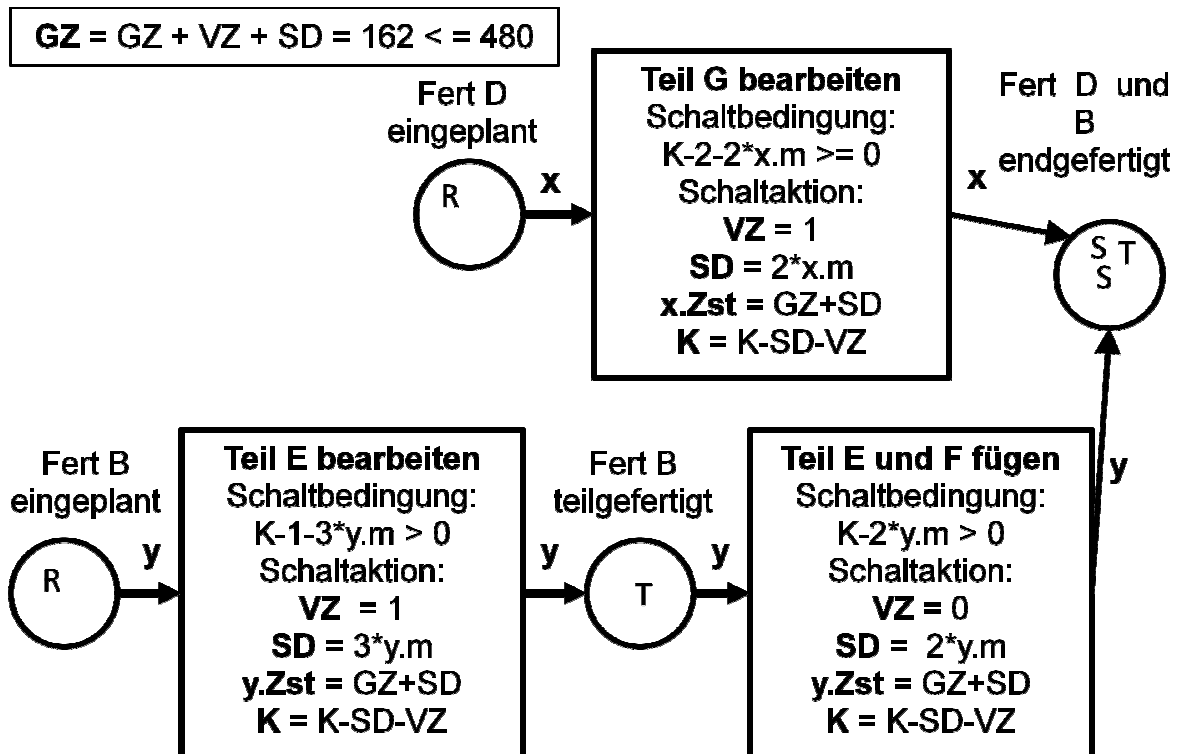 GZ = GZ + VZ + SD = 162 < = 480
Fert D
eingeplant
R
x
Teil G bearbeiten
Schaltbedingung:
K-2-2*x.m >= 0
Schaltaktion:
VZ = 1
SD = 2*x.m
x.Zst = GZ+SD
K = K-SD-VZ
x
Fert D und
B
endgefertigt
S T
S
Fert B
eingeplant
R
y
Teil E bearbeiten
Schaltbedingung:
K-1-3*y.m > 0
Schaltaktion:
VZ = 1
SD = 3*y.m
y.Zst = GZ+SD
K = K-SD-VZ
y
Fert B
teilgefertigt
T
y
Teil E und F fügen
Schaltbedingung:
K-2*y.m > 0
Schaltaktion:
VZ = 0
SD = 2*y.m
y.Zst = GZ+SD
K = K-SD-VZ
y